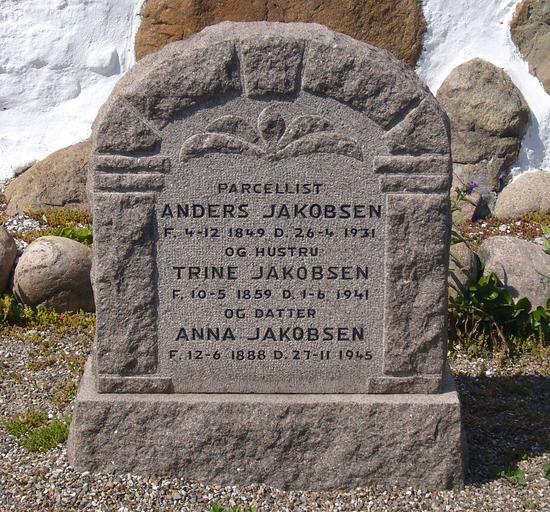 PARCELLIST
ANDERS JAKOBSEN
F. 4-12 1849 D. 26-4 1931
OG HUSTRU
TRINE JAKOBSEN
F. 10-5 1859 D. 1-6 1941
OG DATTER
ANNA JAKOBSEN
F. 12-6 1888 D. 27-11 1945